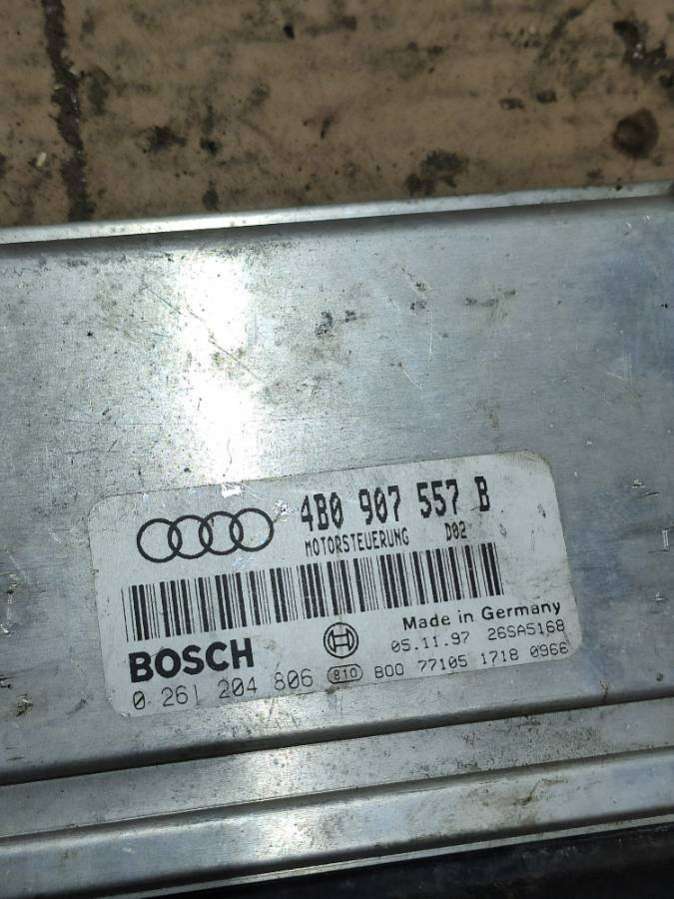 4B0 907 557 B
MOTORSTEUERUNG D02
Made in Germany
BOSCH 05.11.97 26SA5168
0 261 204 806 810 B00 77105 1718 0966